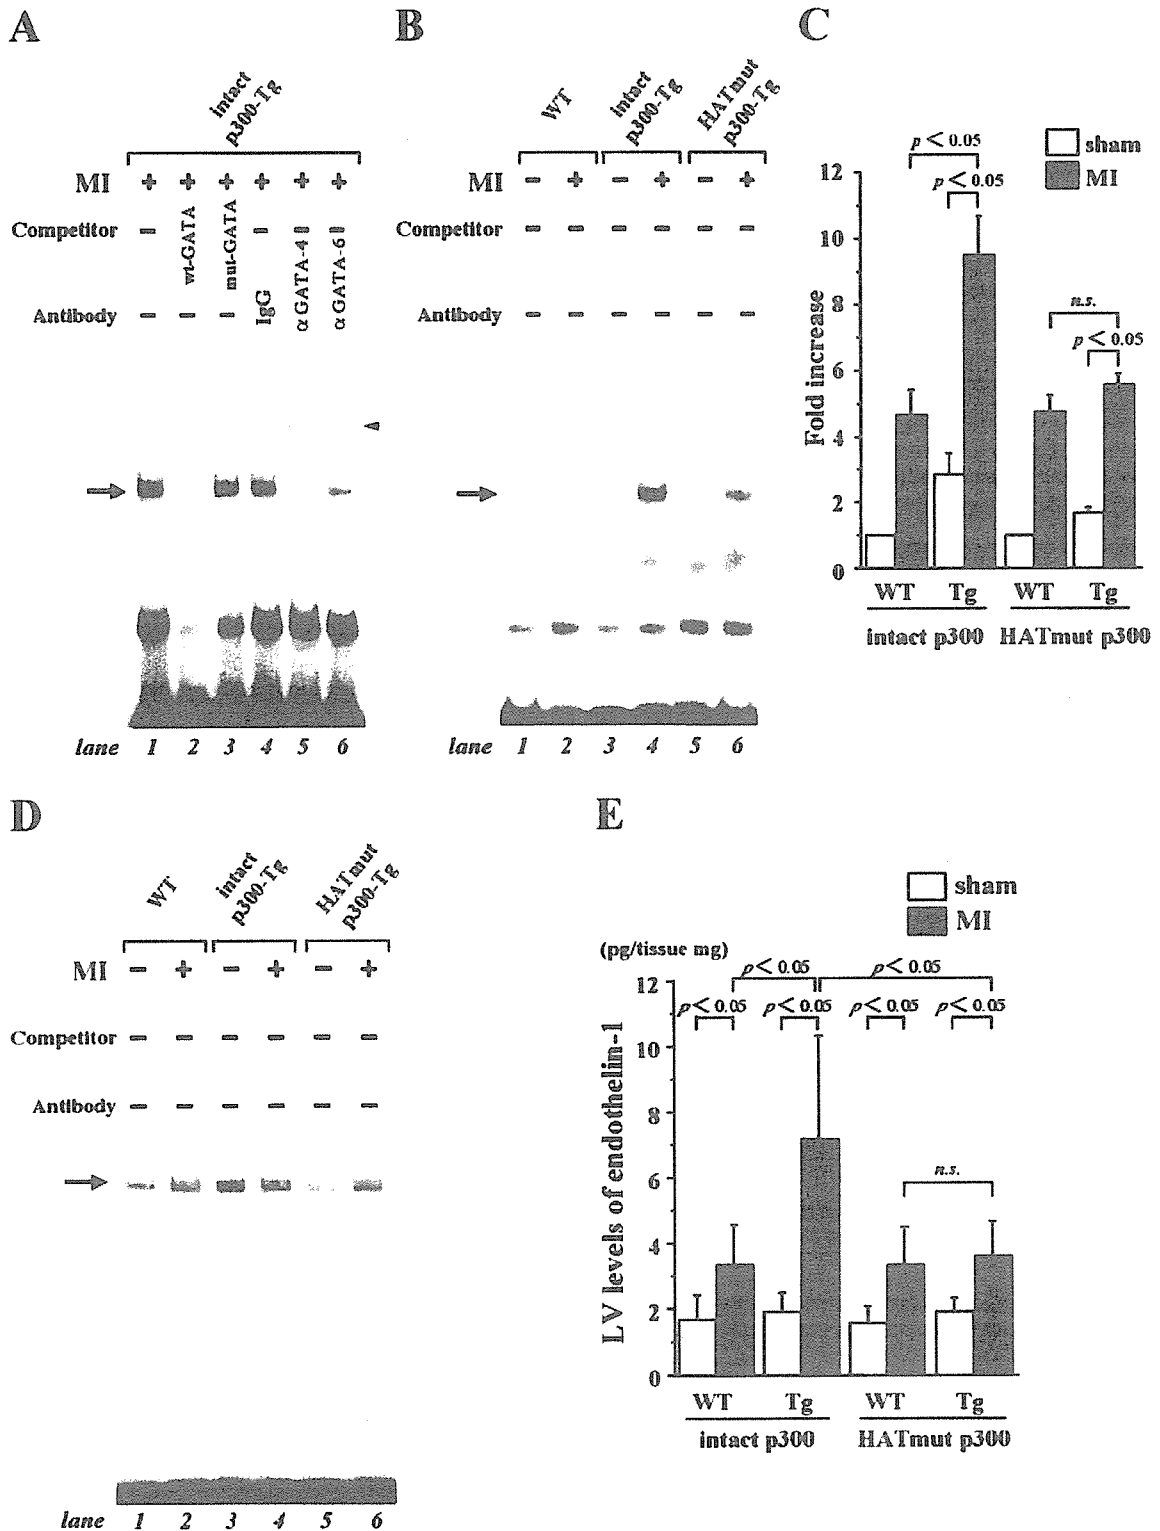 A
intact
p300-Tg
MI + + + + + +
Competitor - wt-GATA mut-GATA - - -
Antibody - - - IgG α GATA-4 α GATA-6
lane 1 2 3 4 5 6
B
WT
intact
p300-Tg
HATmut
p300-Tg
MI - + - + - +
Competitor - - - - - -
Antibody - - - - - -
lane 1 2 3 4 5 6
C
sham
MI
p < 0.05
p < 0.05
n.s.
p < 0.05
Fold increase
12
10
8
6
4
2
0
WT Tg WT Tg
intact p300 HATmut p300
D
WT
intact
p300-Tg
HATmut
p300-Tg
MI - + - + - +
Competitor - - - - - -
Antibody - - - - - -
lane 1 2 3 4 5 6
E
sham
MI
(pg/tissue mg)
p < 0.05 p < 0.05
p < 0.05 p < 0.05 p < 0.05 p < 0.05
n.s.
LV levels of endothelin-1
12
10
8
6
4
2
0
WT Tg WT Tg
intact p300 HATmut p300